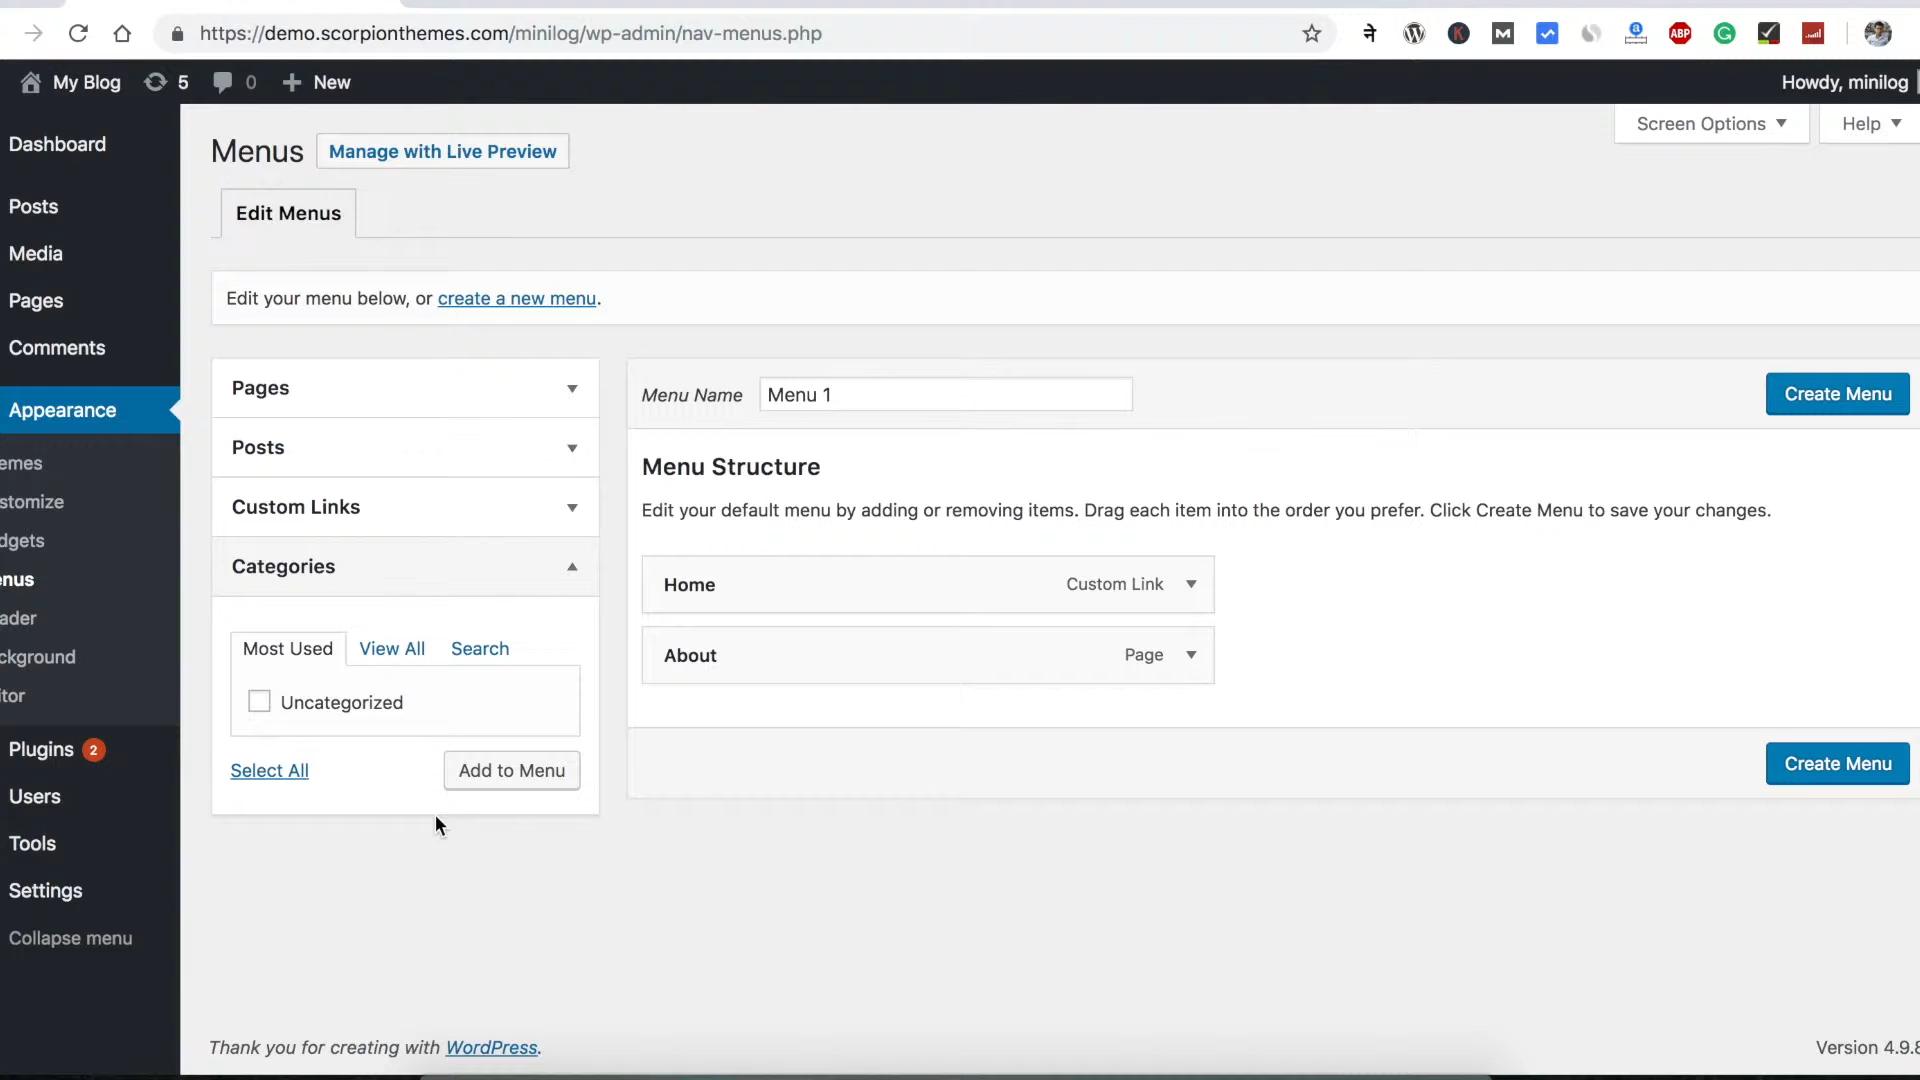 https://demo.scorpionthemes.com/minilog/wp-admin/nav-menus.php
ABP
My Blog 5 0 New
Howdy, minilog
Screen Options
Help
Dashboard
Posts
Media
Pages
Comments
Appearance
emes
stomize
dgets
enus
ader
ckground
itor
Plugins 2
Users
Tools
Settings
Collapse menu
Menus
Manage with Live Preview
Edit Menus
Edit your menu below, or create a new menu.
Pages
Posts
Custom Links
Categories
Most Used View All Search
Uncategorized
Select All
Add to Menu
Menu Name Menu 1
Create Menu
Menu Structure
Edit your default menu by adding or removing items. Drag each item into the order you prefer. Click Create Menu to save your changes.
Home Custom Link
About Page
Create Menu
Thank you for creating with WordPress.
Version 4.9.8